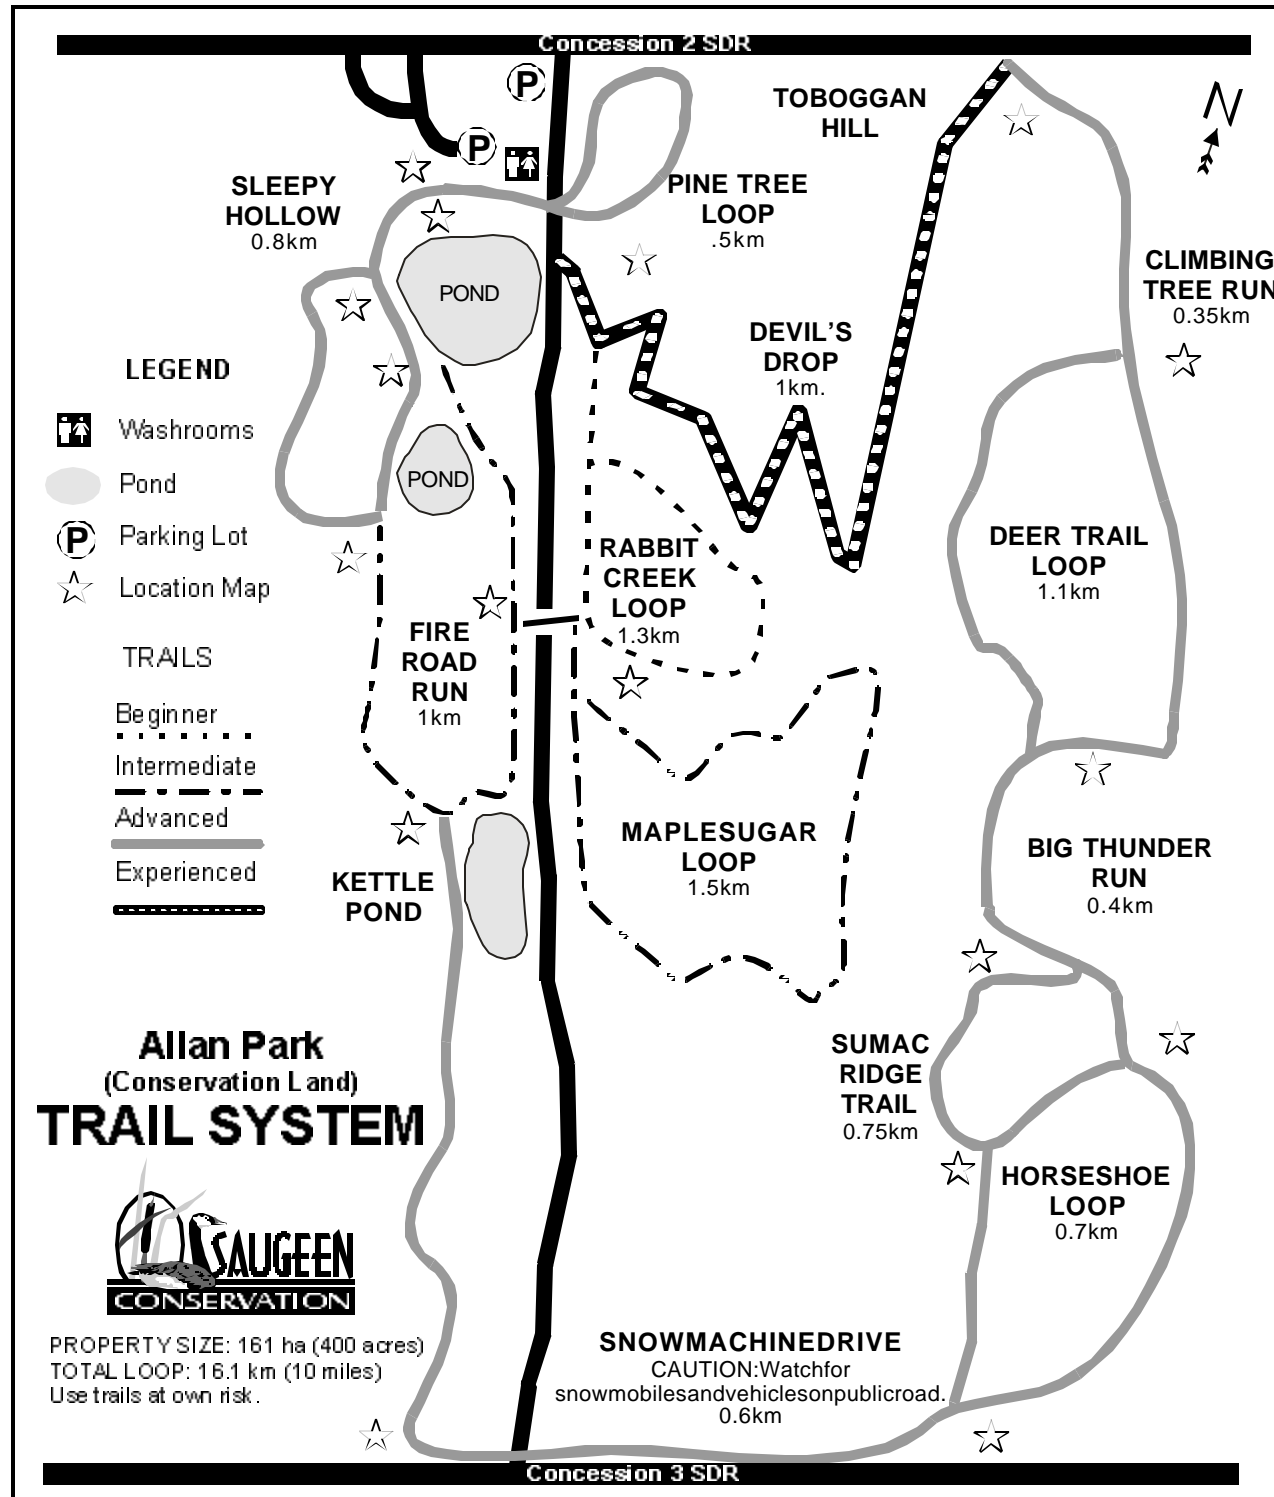 Concession 2 SDR
P
TOBOGGAN
HILL
N
P
SLEEPY
HOLLOW
0.8km
PINE TREE
LOOP
.5km
CLIMBING
TREE RUN
0.35km
POND
DEVIL'S
DROP
1km.
LEGEND
Washrooms
Pond
P Parking Lot
Location Map
POND
RABBIT
CREEK
LOOP
1.3km
DEER TRAIL
LOOP
1.1km
FIRE
ROAD
RUN
1km
TRAILS
Beginner
Intermediate
Advanced
Experienced
MAPLESUGAR
LOOP
1.5km
BIG THUNDER
RUN
0.4km
KETTLE
POND
Allan Park
(Conservation Land)
TRAIL SYSTEM
SUMAC
RIDGE
TRAIL
0.75km
HORSESHOE
LOOP
0.7km
SAUGEEN
CONSERVATION
PROPERTY SIZE: 161 ha (400 acres)
TOTAL LOOP: 16.1 km (10 miles)
Use trails at own risk.
SNOWMACHINEDRIVE
CAUTION:Watchfor
snowmobilesandvehiclesonpublicroad.
0.6km
Concession 3 SDR